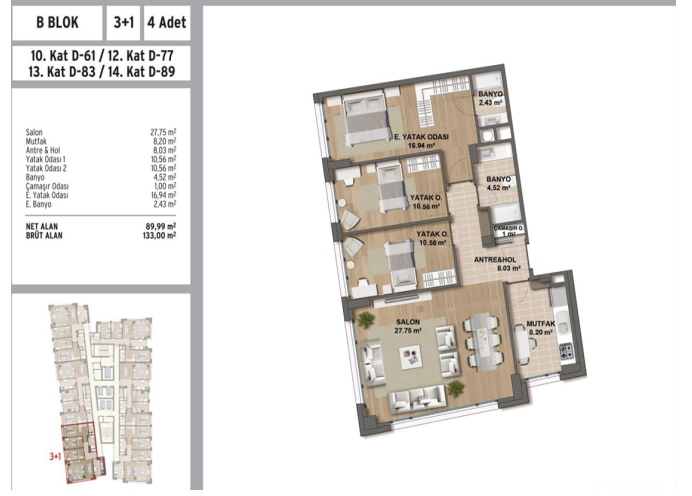 B BLOK 3+1 4 Adet
10. Kat D-61 / 12. Kat D-77
13. Kat D-83 / 14. Kat D-89
Salon 27,75 m²
Mutfak 8,20 m²
Antre & Hol 8,03 m²
Yatak Odası 1 10,56 m²
Yatak Odası 2 10,56 m²
Banyo 4,52 m²
Çamaşır Odası 1,00 m²
E. Yatak Odası 16,94 m²
E. Banyo 2,43 m²
NET ALAN 89,99 m²
BRÜT ALAN 133,00 m²
3+1
BANYO
2.43 m²
E. YATAK ODASI
16.94 m²
BANYO
4.52 m²
YATAK O.
10.56 m²
ÇAMAŞIR O.
1 m²
YATAK O.
10.56 m²
ANTRE&HOL
8.03 m²
SALON
27.75 m²
MUTFAK
8.20 m²